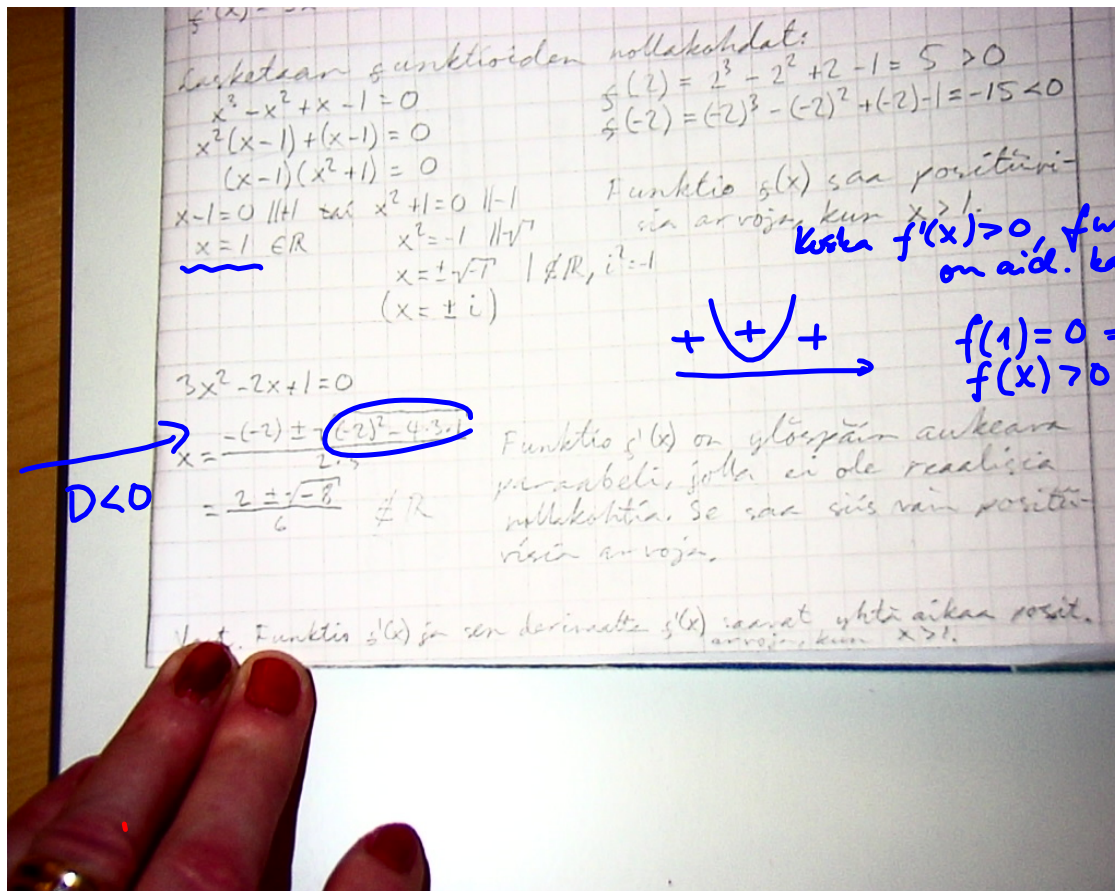 f'(x) = 3x
Lasketaan funktioiden nollakohdat:
x³ - x² + x - 1 = 0
x²(x-1) + (x-1) = 0
(x-1)(x²+1) = 0
x-1=0 ||+1 tai x²+1=0 ||-1
x=1 ∈ℝ
x²=-1 ||√
x=±√-1 | ∉ℝ, i²=-1
(x=±i)
f(2) = 2³ - 2² + 2 - 1 = 5 > 0
f(-2) = (-2)³ - (-2)² + (-2) - 1 = -15 < 0
Funktio f(x) saa positiivi-
sia arvoja, kun x > 1.
Koska f'(x)>0, fu
on aid. ka
+ + +
f(1) = 0 =
f(x) > 0
3x² - 2x + 1 = 0
x = -(-2) ± √(-2)² - 4·3·1
2·3
D<0
= 2 ± √-8
6 ∉ℝ
Funktio f'(x) on ylöspäin aukeava
paraabeli, jolla ei ole reaalisia
nollakohtia. Se saa siis vain positii-
visia arvoja.
Vast. Funktio f'(x) ja sen derivaatta f'(x) saavat yhtä aikaa posit.
arvoja, kun x>1.